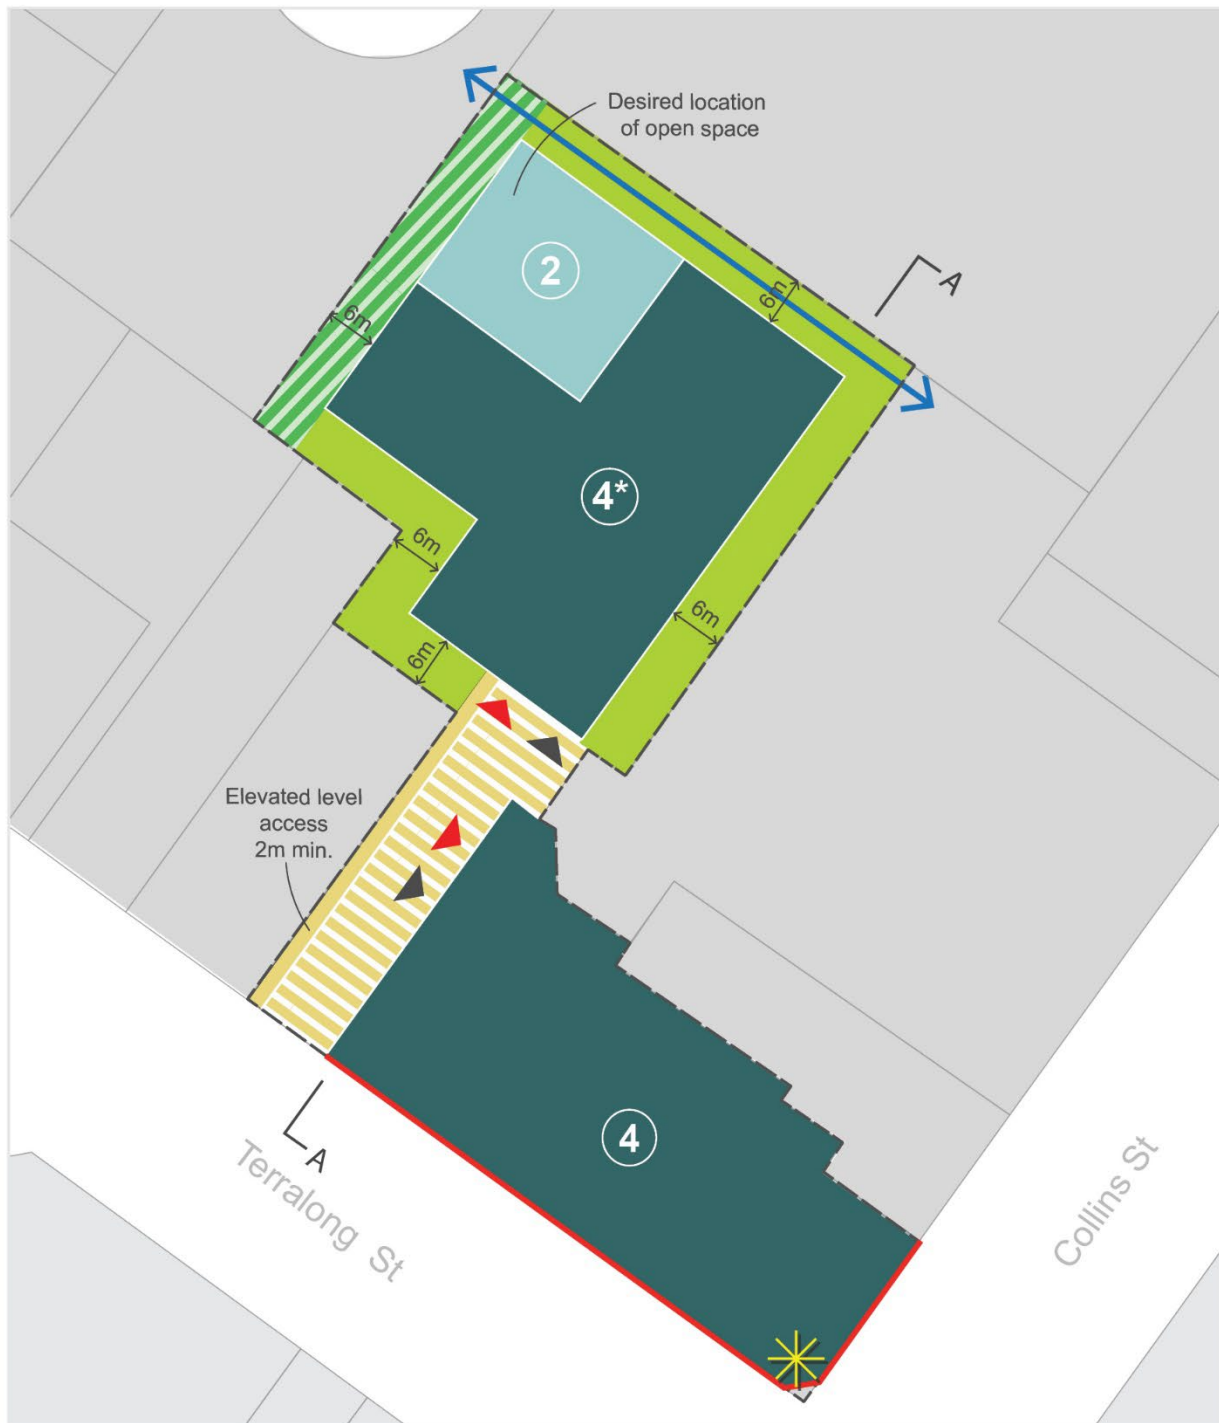 Desired location
of open space
2
A
6m
6m
4*
6m
6m
6m
Elevated level
access
2m min.
4
A
Terralong St
Collins St